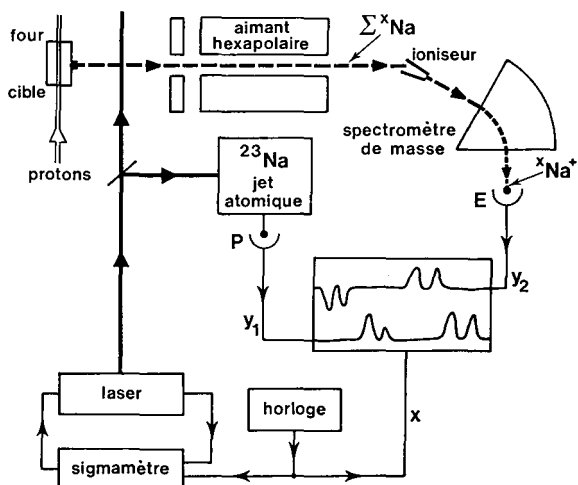 four
cible
protons
aimant
hexapolaire
∑ ˣNa
ioniseur
spectromètre
de masse
ˣNa⁺
E
²³Na
jet
atomique
P
y₁
y₂
x
laser
horloge
sigmamètre